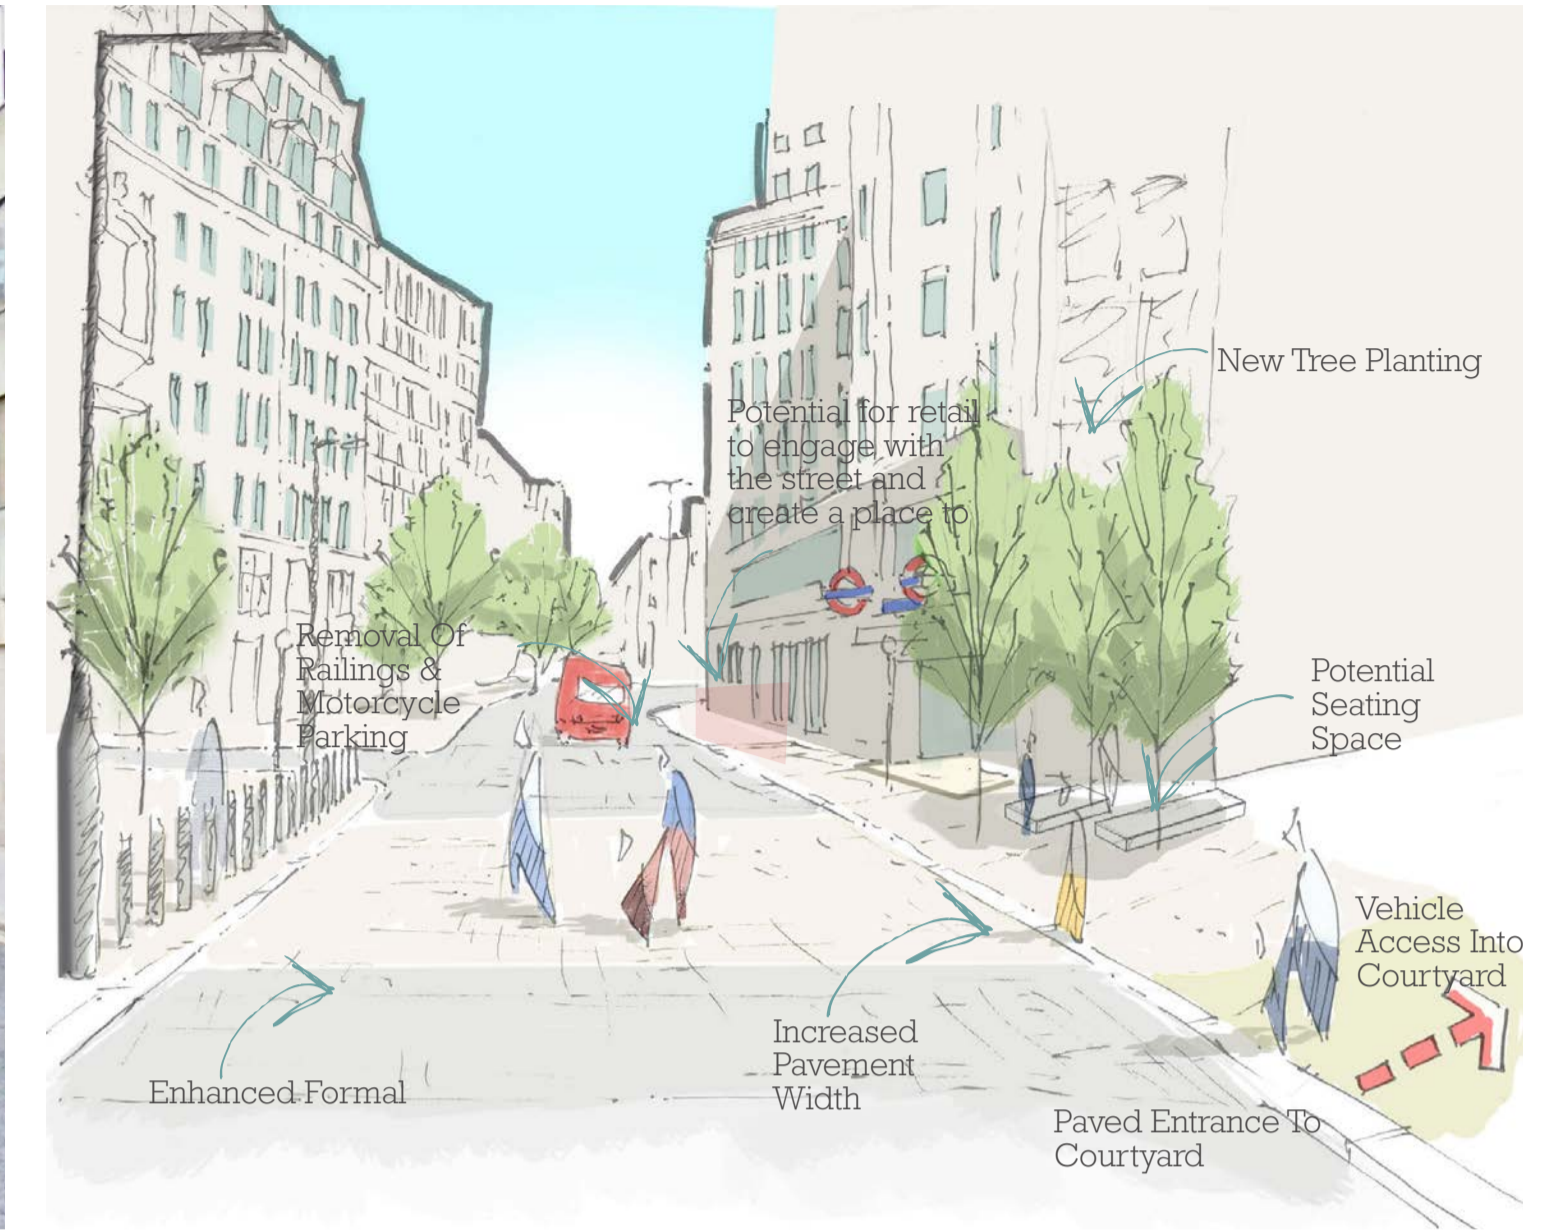 New Tree Planting
Potential for retail
to engage with
the street and
create a place to
Removal Of
Railings &
Motorcycle
Parking
Potential
Seating
Space
Vehicle
Access Into
Courtyard
Increased
Pavement
Width
Enhanced Formal
Paved Entrance To
Courtyard